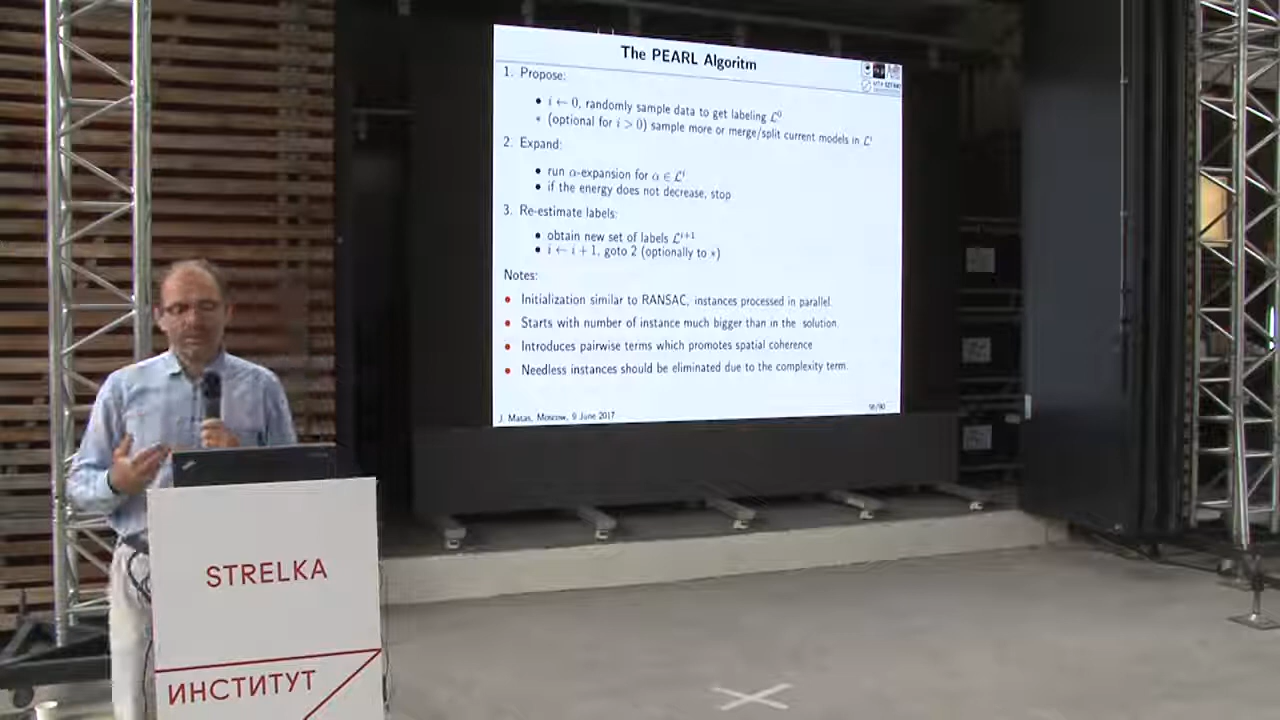 The PEARL Algoritm
1. Propose:
• i ← 0, randomly sample data to get labeling ℒ⁰
* (optional for i > 0) sample more or merge/split current models in ℒⁱ
2. Expand:
• run α-expansion for α ∈ ℒⁱ
• if the energy does not decrease, stop
3. Re-estimate labels:
• obtain new set of labels ℒⁱ⁺¹
• i ← i + 1, goto 2 (optionally to *)
Notes:
• Initialization similar to RANSAC, instances processed in parallel.
• Starts with number of instance much bigger than in the solution.
• Introduces pairwise terms which promotes spatial coherence
• Needless instances should be eliminated due to the complexity term.
J. Matas, Moscow, 9 June 2017
STRELKA
ИНСТИТУТ